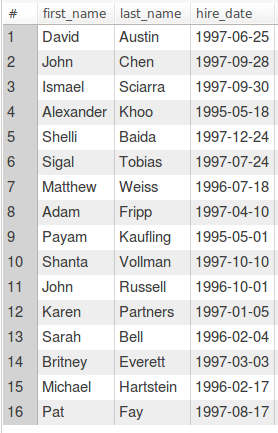 # first_name last_name hire_date
1 David Austin 1997-06-25
2 John Chen 1997-09-28
3 Ismael Sciarra 1997-09-30
4 Alexander Khoo 1995-05-18
5 Shelli Baida 1997-12-24
6 Sigal Tobias 1997-07-24
7 Matthew Weiss 1996-07-18
8 Adam Fripp 1997-04-10
9 Payam Kaufling 1995-05-01
10 Shanta Vollman 1997-10-10
11 John Russell 1996-10-01
12 Karen Partners 1997-01-05
13 Sarah Bell 1996-02-04
14 Britney Everett 1997-03-03
15 Michael Hartstein 1996-02-17
16 Pat Fay 1997-08-17